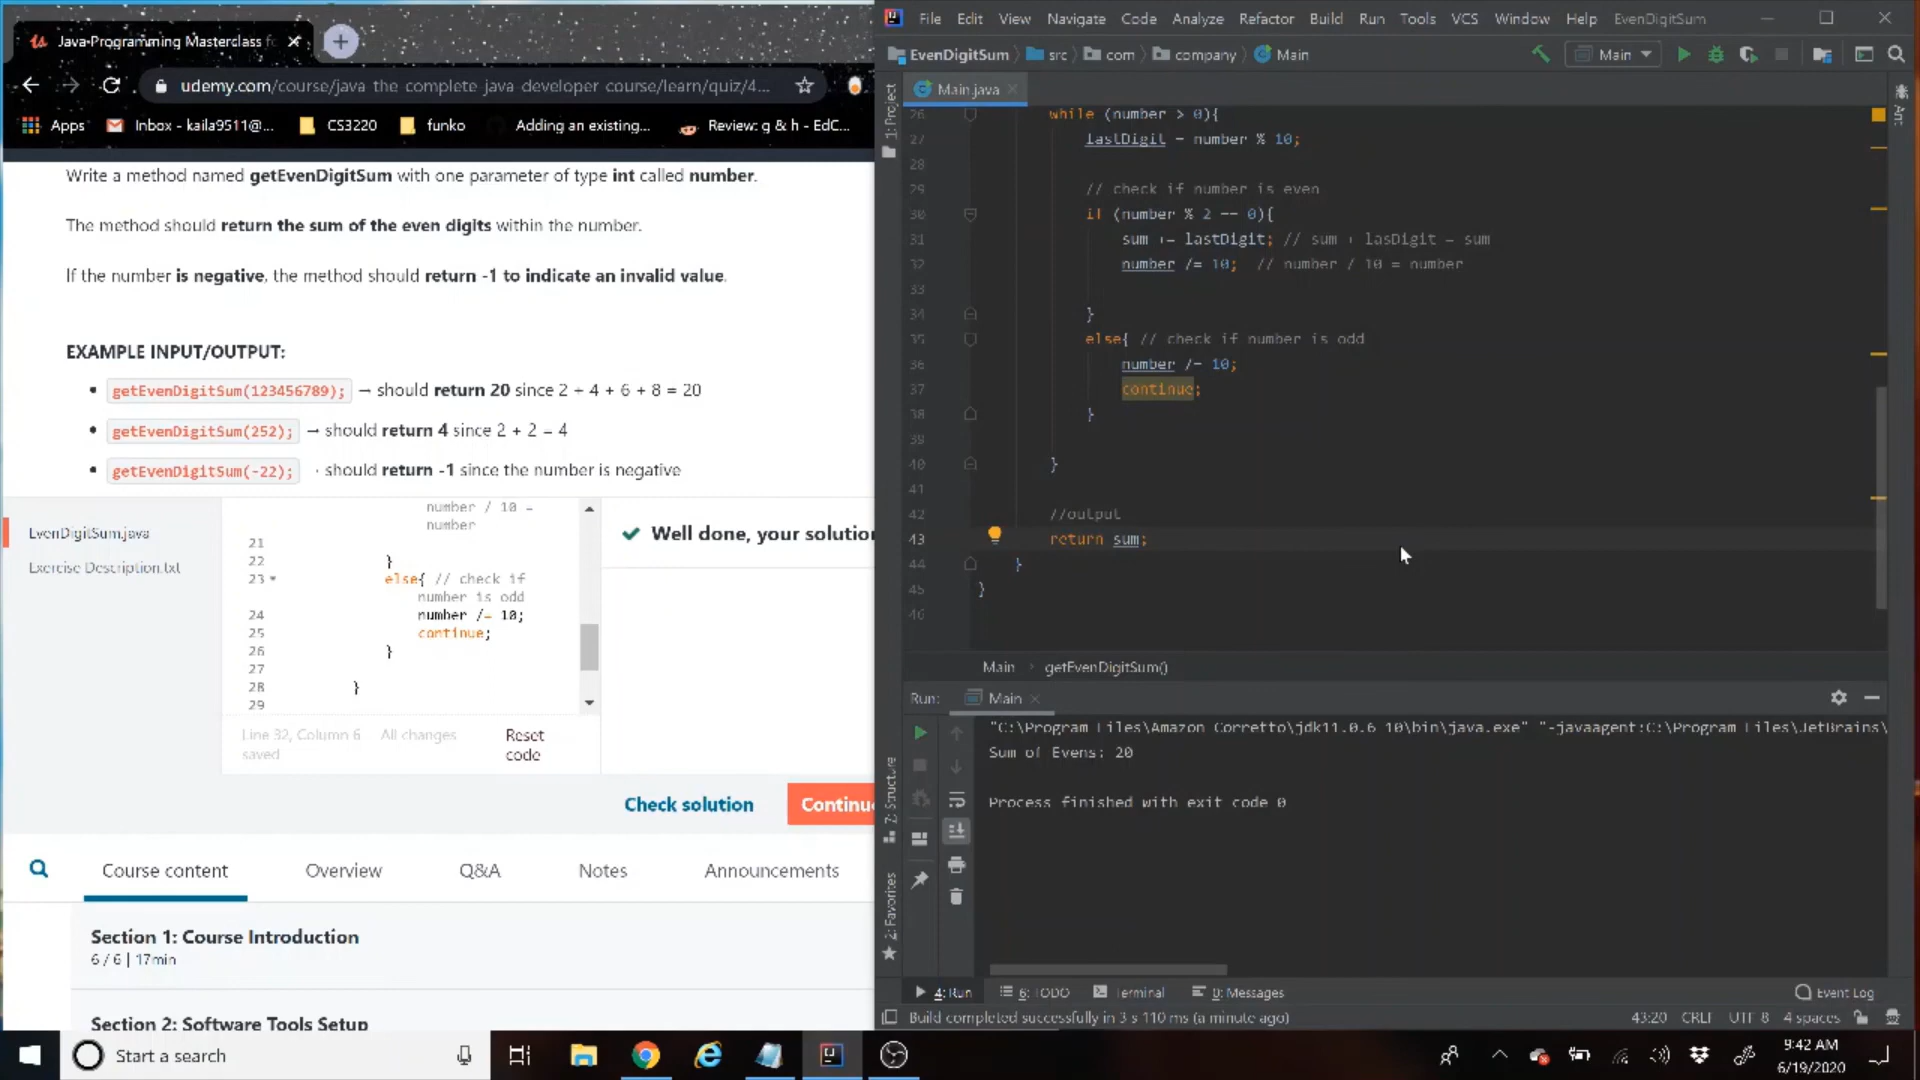 Java Programming Masterclass fo
udemy.com/course/java the complete java developer course/learn/quiz/4...
Apps
Inbox - kaila9511@...
CS3220
funko
Adding an existing...
Review: g & h - EdC...
Write a method named getEvenDigitSum with one parameter of type int called number.
The method should return the sum of the even digits within the number.
If the number is negative, the method should return -1 to indicate an invalid value.
EXAMPLE INPUT/OUTPUT:
getEvenDigitSum(123456789); → should return 20 since 2 + 4 + 6 + 8 = 20
getEvenDigitSum(252); → should return 4 since 2 + 2 = 4
getEvenDigitSum(-22); → should return -1 since the number is negative
EvenDigitSum.java
Exercise Description.txt
number / 10 =
number
21
22 }
23 else{ // check if
number is odd
24 number /= 10;
25 continue;
26 }
27
28 }
29
Line 32, Column 6
saved
All changes
Reset
code
Well done, your solution
Check solution
Continue
Course content
Overview
Q&A
Notes
Announcements
Section 1: Course Introduction
6 / 6 | 17min
Section 2: Software Tools Setup
File Edit View Navigate Code Analyze Refactor Build Run Tools VCS Window Help EvenDigitSum
EvenDigitSum src com company Main
Main
Main.java
1: Project
Ant
26 while (number > 0){
27 lastDigit = number % 10;
28
29 // check if number is even
30 if (number % 2 == 0){
31 sum += lastDigit; // sum + lasDigit = sum
32 number /= 10; // number / 10 = number
33
34 }
35 else{ // check if number is odd
36 number /= 10;
37 continue;
38 }
39
40 }
41
42 //output
43 return sum;
44 }
45 }
46
Main > getEvenDigitSum()
Run: Main
"C:\Program Files\Amazon Corretto\jdk11.0.6_10\bin\java.exe" "-javaagent:C:\Program Files\JetBrains\
Sum of Evens: 20
Process finished with exit code 0
Z: Structure
2: Favorites
4: Run
6: TODO
Terminal
0: Messages
Event Log
Build completed successfully in 3 s 110 ms (a minute ago)
43:20 CRLF UTF 8 4 spaces
Start a search
9:42 AM
6/19/2020